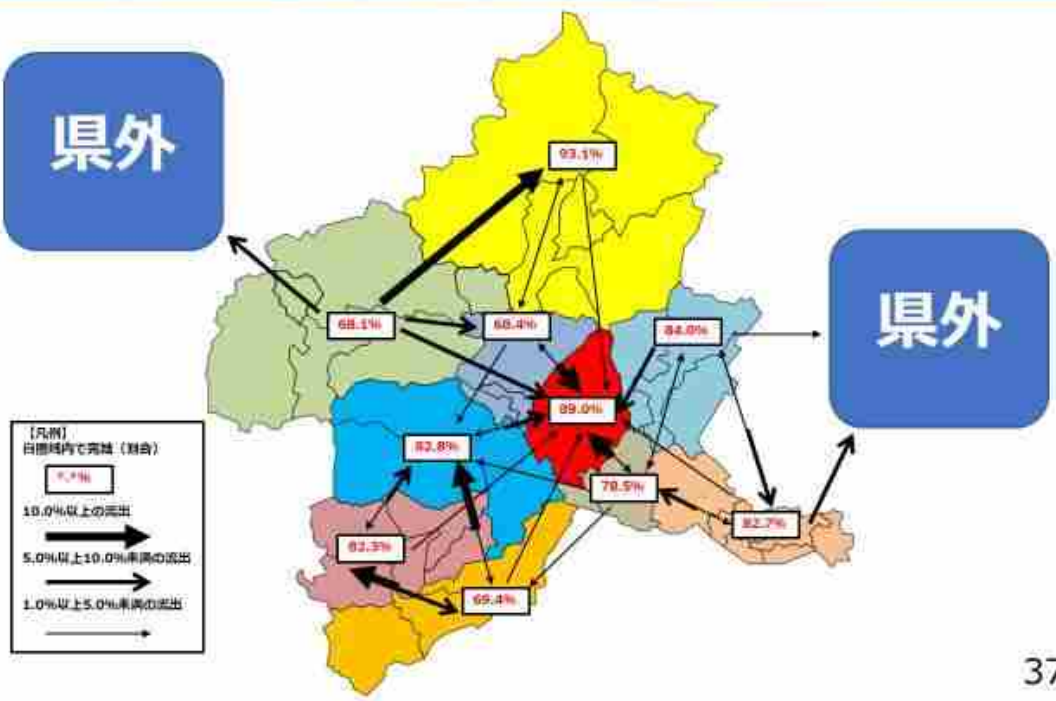 県外
93.1%
県外
68.1%
68.4%
84.0%
89.0%
82.8%
78.5%
82.7%
82.3%
69.4%
【凡例】
自圏域内で完結(割合)
*.*%
10.0%以上の流出
5.0%以上10.0%未満の流出
1.0%以上5.0%未満の流出
37